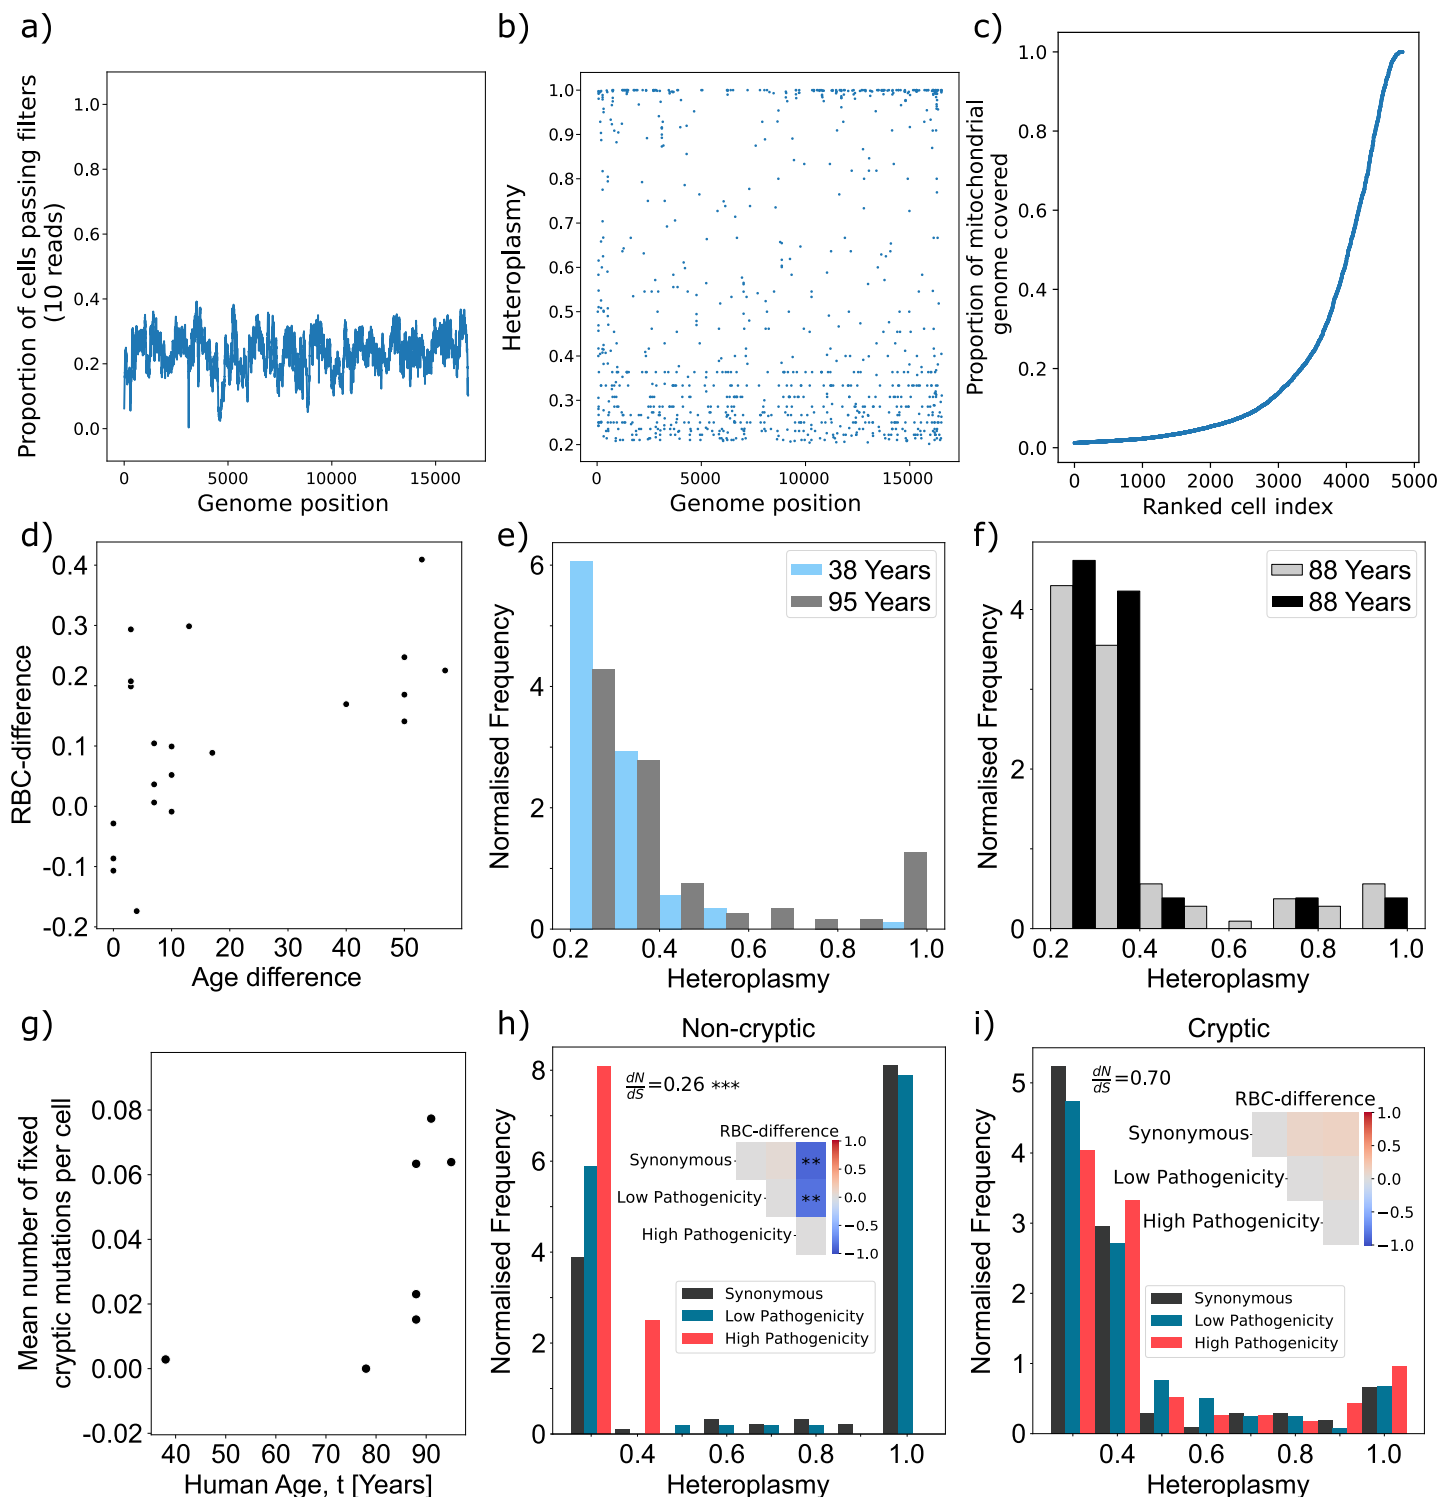 a)
Proportion of cells passing filters
(10 reads)
1.0
0.8
0.6
0.4
0.2
0.0
0
5000
10000
15000
Genome position
b)
Heteroplasmy
1.0
0.9
0.8
0.7
0.6
0.5
0.4
0.3
0.2
0
5000
10000
15000
Genome position
c)
Proportion of mitochondrial
genome covered
1.0
0.8
0.6
0.4
0.2
0.0
0
1000
2000
3000
4000
5000
Ranked cell index
d)
RBC-difference
0.4
0.3
0.2
0.1
0.0
-0.1
-0.2
0
10
20
30
40
50
Age difference
e)
Normalised Frequency
6
4
2
0
38 Years
95 Years
0.2
0.4
0.6
0.8
1.0
Heteroplasmy
f)
Normalised Frequency
4
2
0
88 Years
88 Years
0.2
0.4
0.6
0.8
1.0
Heteroplasmy
g)
Mean number of fixed
cryptic mutations per cell
0.08
0.06
0.04
0.02
0.00
-0.02
40
50
60
70
80
90
Human Age, t [Years]
h)
Non-cryptic
Normalised Frequency
8
6
4
2
0
dN/dS=0.26 ***
RBC-difference
Synonymous
Low Pathogenicity
High Pathogenicity
**
**
1.0
0.5
0.0
−0.5
−1.0
Synonymous
Low Pathogenicity
High Pathogenicity
0.4
0.6
0.8
1.0
Heteroplasmy
i)
Cryptic
Normalised Frequency
5
4
3
2
1
0
dN/dS=0.70
RBC-difference
Synonymous
Low Pathogenicity
High Pathogenicity
1.0
0.5
0.0
−0.5
−1.0
Synonymous
Low Pathogenicity
High Pathogenicity
0.4
0.6
0.8
1.0
Heteroplasmy